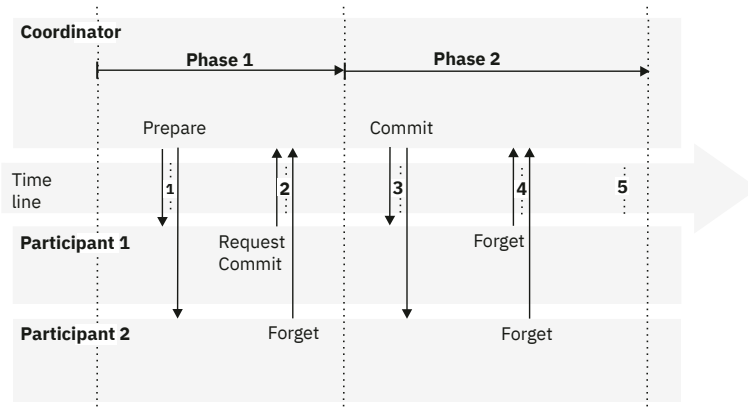 Coordinator
Phase 1
Phase 2
Prepare
Commit
Time
line
1
2
3
4
5
Participant 1
Request
Commit
Forget
Participant 2
Forget
Forget